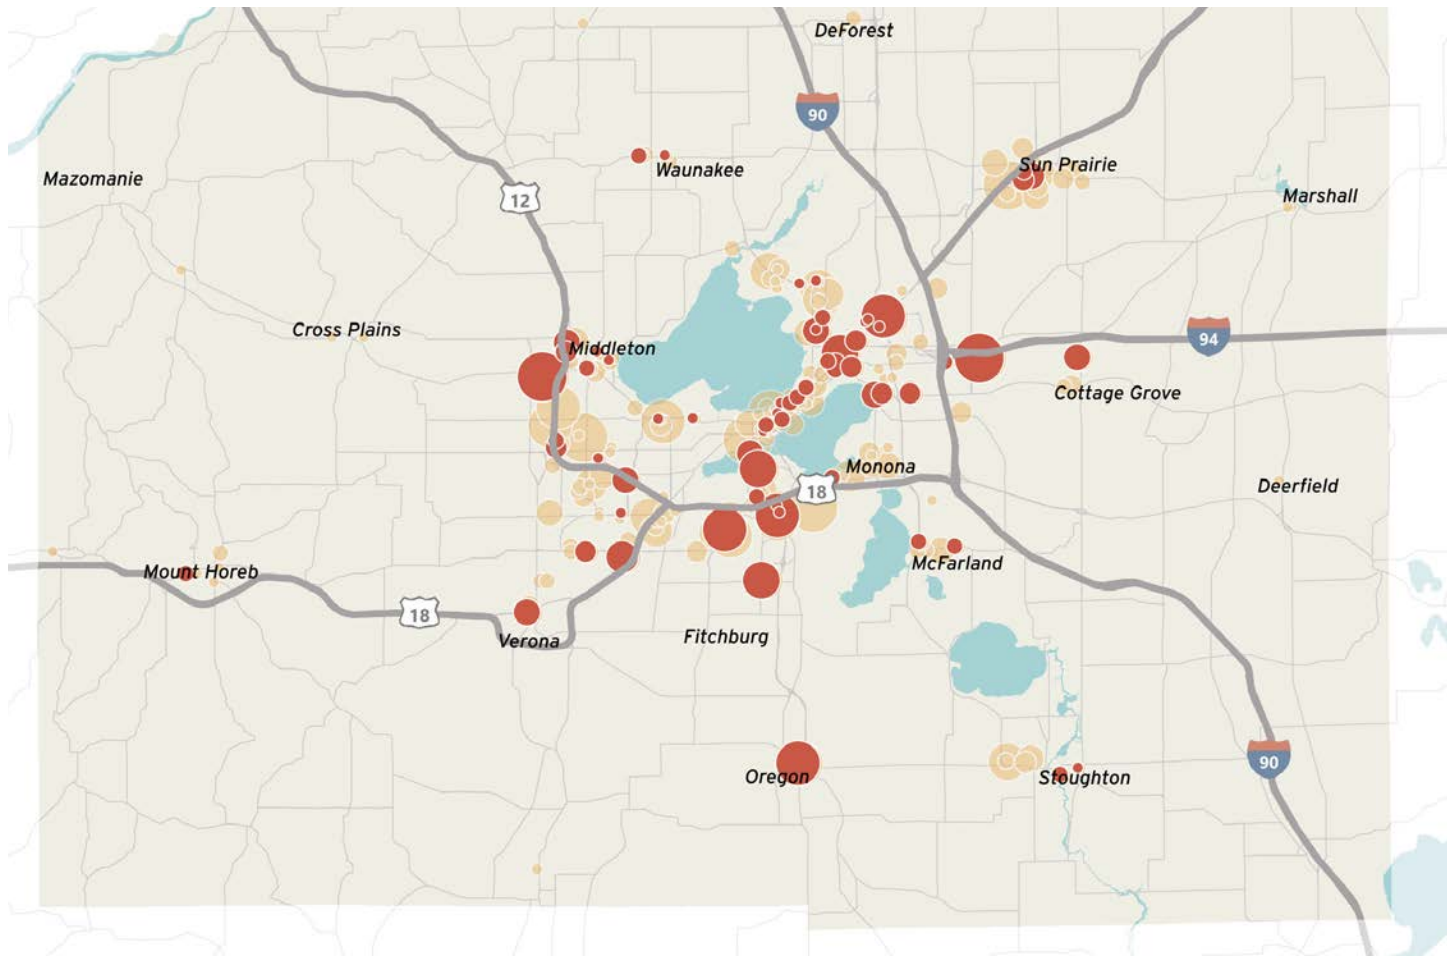 DeForest
90
Sun Prairie
Waunakee
Mazomanie
12
Marshall
Cross Plains
Middleton
94
Cottage Grove
Monona
18
Deerfield
Mount Horeb
McFarland
18
Verona
Fitchburg
90
Oregon
Stoughton